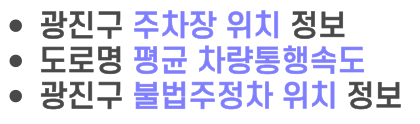 • 광진구 주차장 위치 정보
• 도로명 평균 차량통행속도
• 광진구 불법주정차 위치 정보